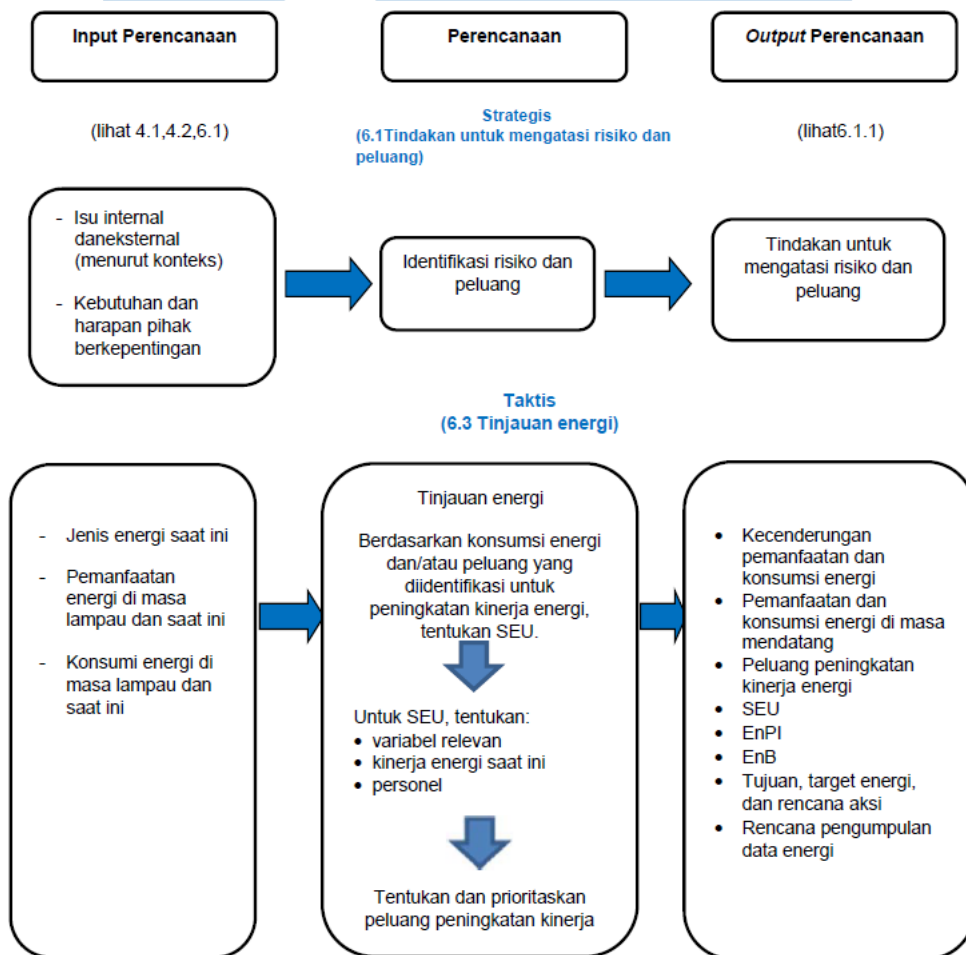 Input Perencanaan
Perencanaan
Output Perencanaan
(lihat 4.1,4.2,6.1)
Strategis
(6.1Tindakan untuk mengatasi risiko dan
peluang)
(lihat6.1.1)
- Isu internal
daneksternal
(menurut konteks)
- Kebutuhan dan
harapan pihak
berkepentingan
Identifikasi risiko dan
peluang
Tindakan untuk
mengatasi risiko dan
peluang
Taktis
(6.3 Tinjauan energi)
- Jenis energi saat ini
- Pemanfaatan
energi di masa
lampau dan saat ini
- Konsumi energi di
masa lampau dan
saat ini
Tinjauan energi
Berdasarkan konsumsi energi
dan/atau peluang yang
diidentifikasi untuk
peningkatan kinerja energi,
tentukan SEU.
Untuk SEU, tentukan:
• variabel relevan
• kinerja energi saat ini
• personel
Tentukan dan prioritaskan
peluang peningkatan kinerja
• Kecenderungan
pemanfaatan dan
konsumsi energi
• Pemanfaatan dan
konsumsi energi di masa
mendatang
• Peluang peningkatan
kinerja energi
• SEU
• EnPI
• EnB
• Tujuan, target energi,
dan rencana aksi
• Rencana pengumpulan
data energi